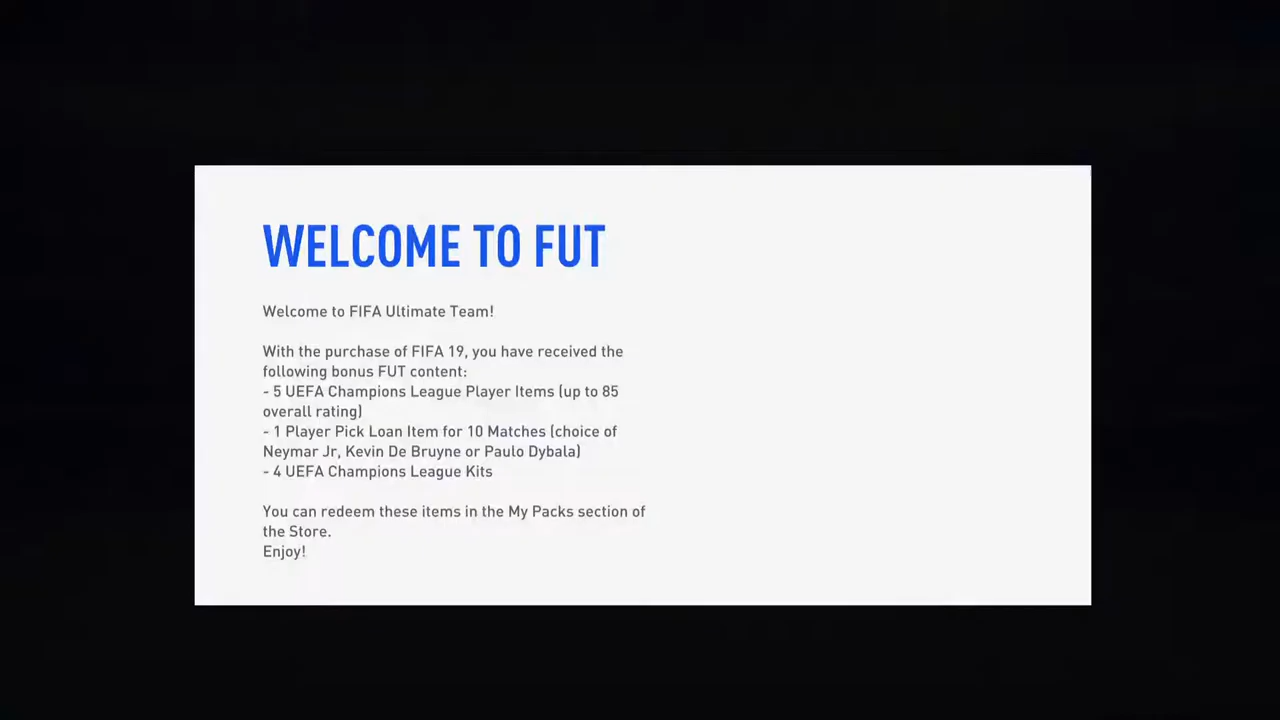 WELCOME TO FUT
Welcome to FIFA Ultimate Team!
With the purchase of FIFA 19, you have received the
following bonus FUT content:
- 5 UEFA Champions League Player Items (up to 85
overall rating)
- 1 Player Pick Loan Item for 10 Matches (choice of
Neymar Jr, Kevin De Bruyne or Paulo Dybala)
- 4 UEFA Champions League Kits
You can redeem these items in the My Packs section of
the Store.
Enjoy!